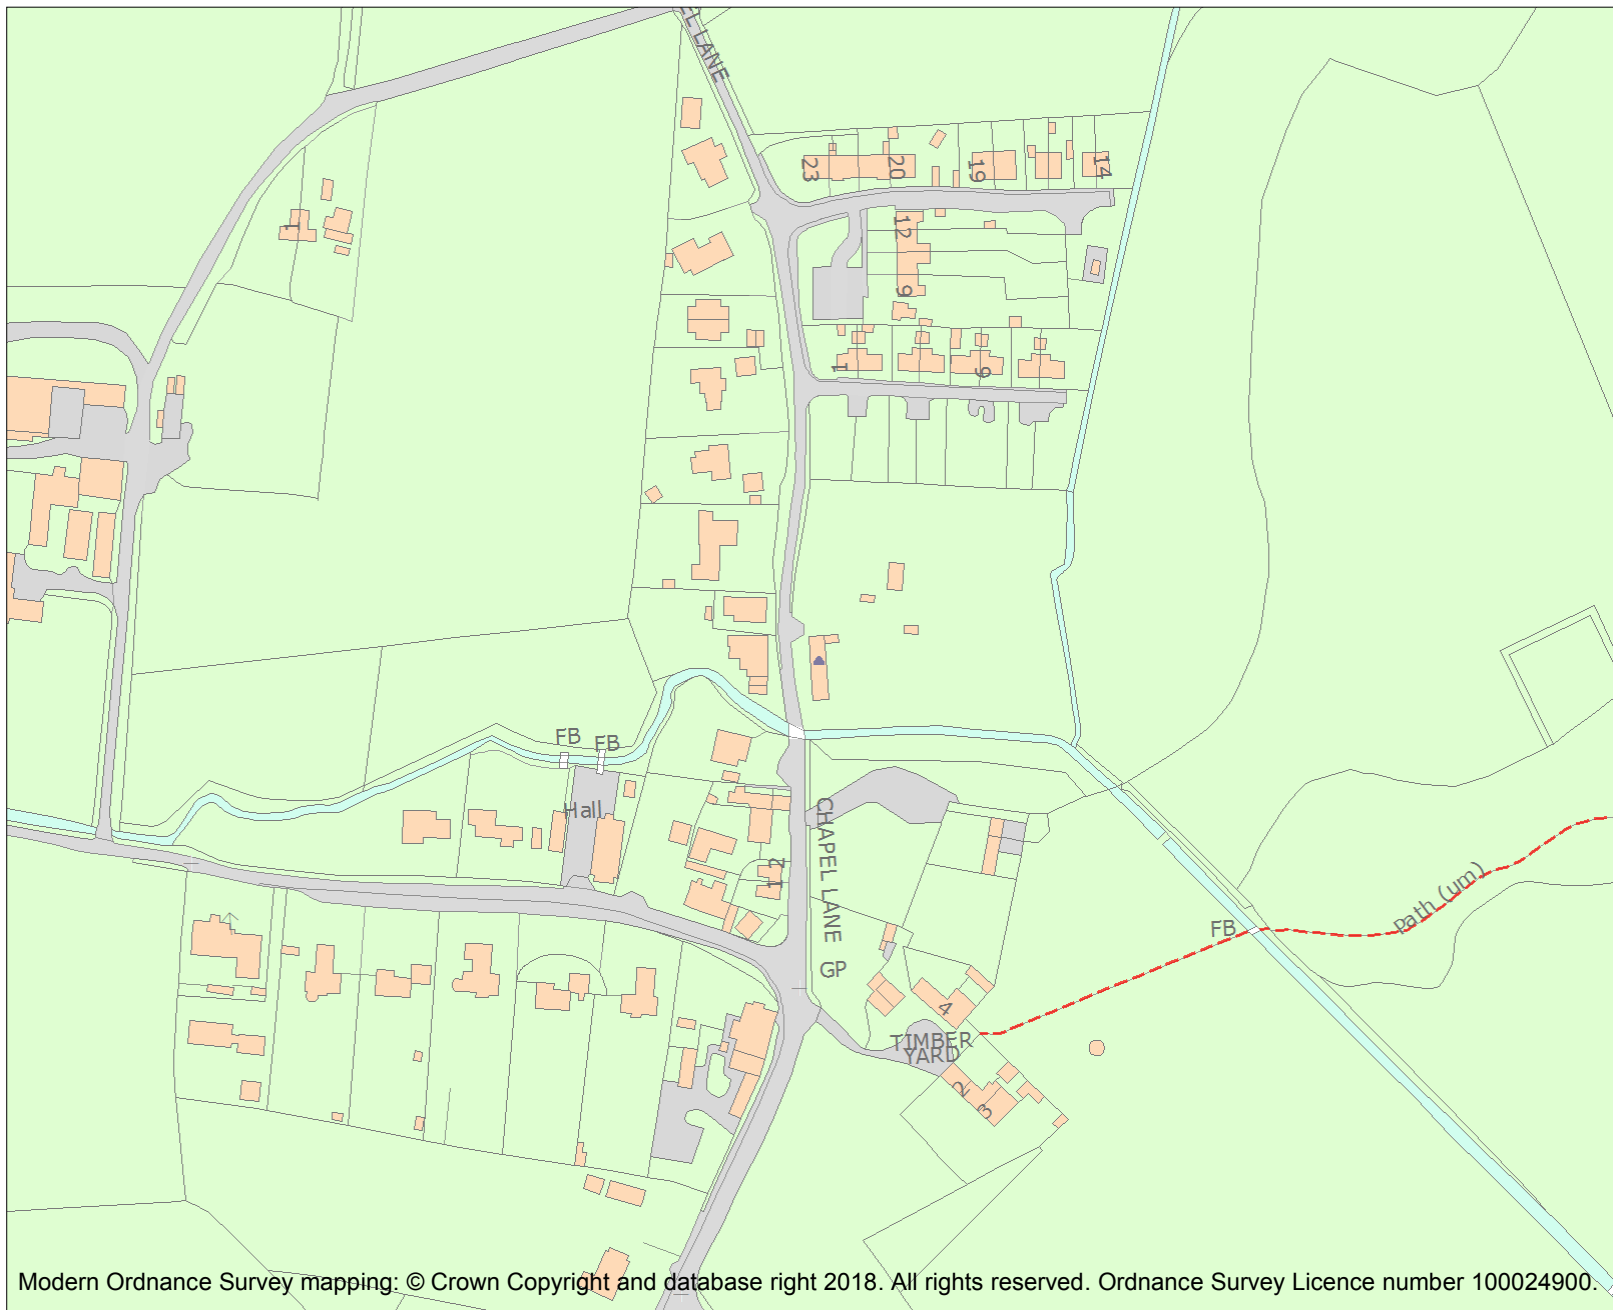 EL LANE
23
20
19
14
1
12
9
1
9
FB
FB
Hall
CHAPEL LANE
2
1
Path (um)
FB
GP
4
TIMBER
YARD
2
3
Modern Ordnance Survey mapping: © Crown Copyright and database right 2018. All rights reserved. Ordnance Survey Licence number 100024900.